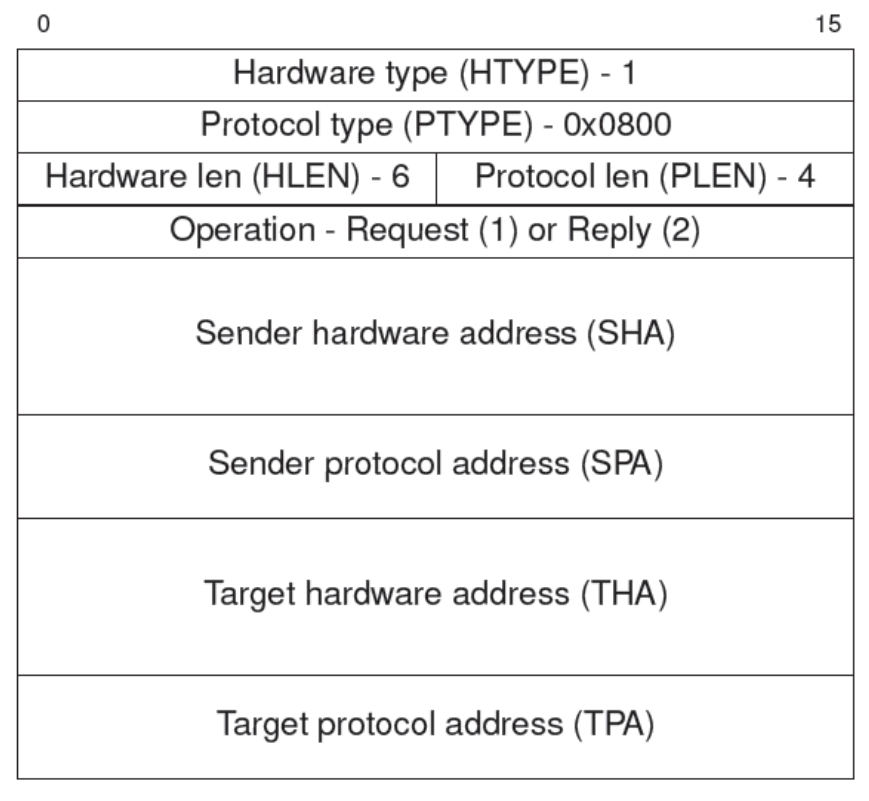 0 15
Hardware type (HTYPE) - 1
Protocol type (PTYPE) - 0x0800
Hardware len (HLEN) - 6 Protocol len (PLEN) - 4
Operation - Request (1) or Reply (2)
Sender hardware address (SHA)
Sender protocol address (SPA)
Target hardware address (THA)
Target protocol address (TPA)